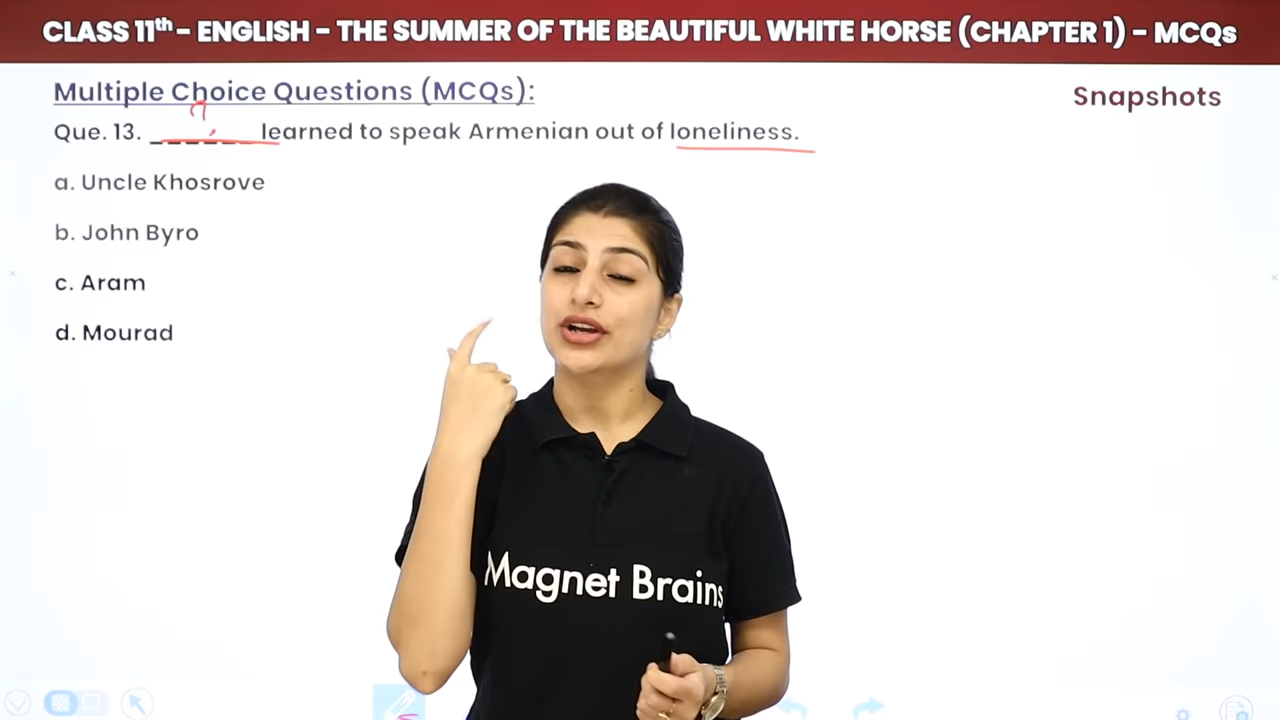 CLASS 11th - ENGLISH - THE SUMMER OF THE BEAUTIFUL WHITE HORSE (CHAPTER 1) - MCQs
Multiple Choice Questions (MCQs):
Snapshots
?
Que. 13. _______ learned to speak Armenian out of loneliness.
a. Uncle Khosrove
b. John Byro
c. Aram
d. Mourad
Magnet Brains